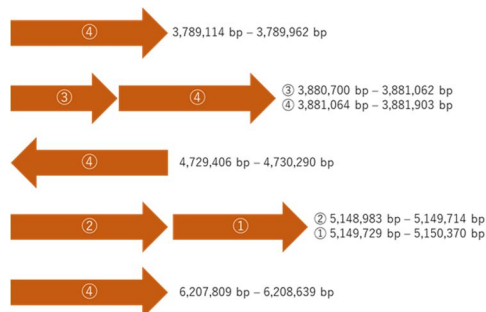 ④ 3,789,114 bp – 3,789,962 bp
③ ④ ③ 3,880,700 bp – 3,881,062 bp
④ 3,881,064 bp – 3,881,903 bp
④ 4,729,406 bp – 4,730,290 bp
② ① ② 5,148,983 bp – 5,149,714 bp
① 5,149,729 bp – 5,150,370 bp
④ 6,207,809 bp – 6,208,639 bp